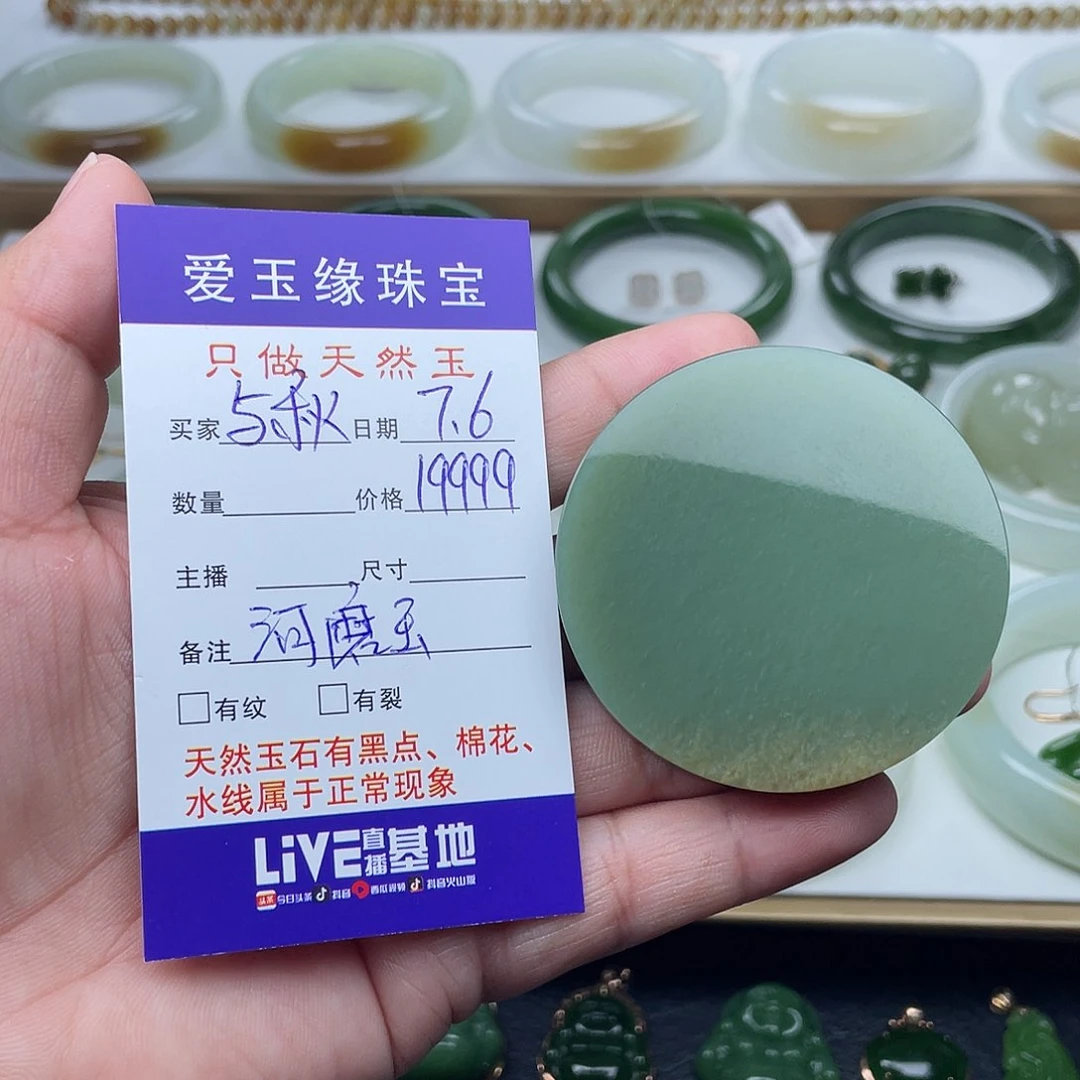 爱玉缘珠宝
只做天然玉
买家 与秋 日期 7.6
数量 价格 19999
主播 尺寸
备注 河磨玉
有纹 有裂
天然玉石有黑点、棉花、
水线属于正常现象
LiVE直播基地
头条 今日头条 抖音 西瓜视频 抖音火山版